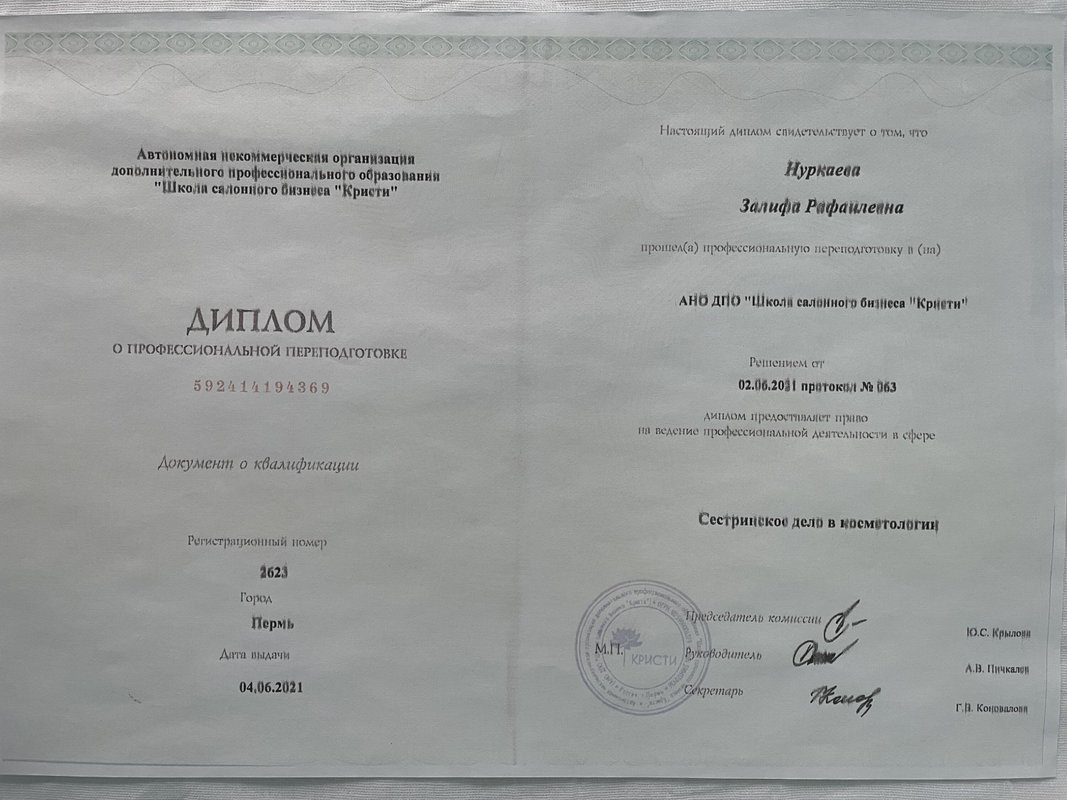 Автономная некоммерческая организация
дополнительного профессионального образования
"Школа салонного бизнеса "Кристи"
ДИПЛОМ
О ПРОФЕССИОНАЛЬНОЙ ПЕРЕПОДГОТОВКЕ
592414194369
Документ о квалификации
Регистрационный номер
2623
Город
Пермь
Дата выдачи
04.06.2021
Настоящий диплом свидетельствует о том, что
Нуркаева
Залифа Рафаилевна
прошел(а) профессиональную переподготовку в (на)
АНО ДПО "Школа салонного бизнеса "Кристи"
Решением от
02.06.2021 протокол № 063
диплом предоставляет право
на ведение профессиональной деятельности в сфере
Сестринское дело в косметологии
Председатель комиссии
Ю.С. Крылова
М.П.
КРИСТИ
Руководитель
А.В. Пичкалев
Секретарь
Г.В. Коновалова